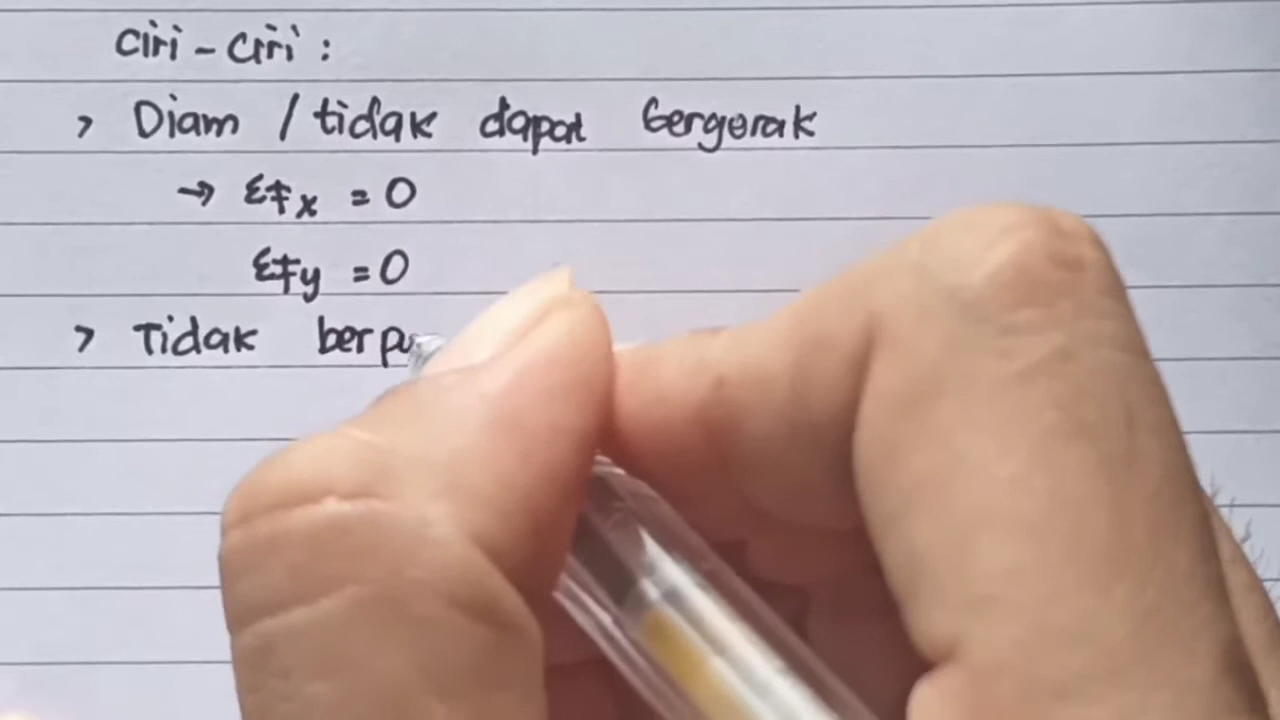 Ciri - Ciri :
> Diam / tidak dapat bergerak
→ ΣFx = 0
ΣFy = 0
> Tidak